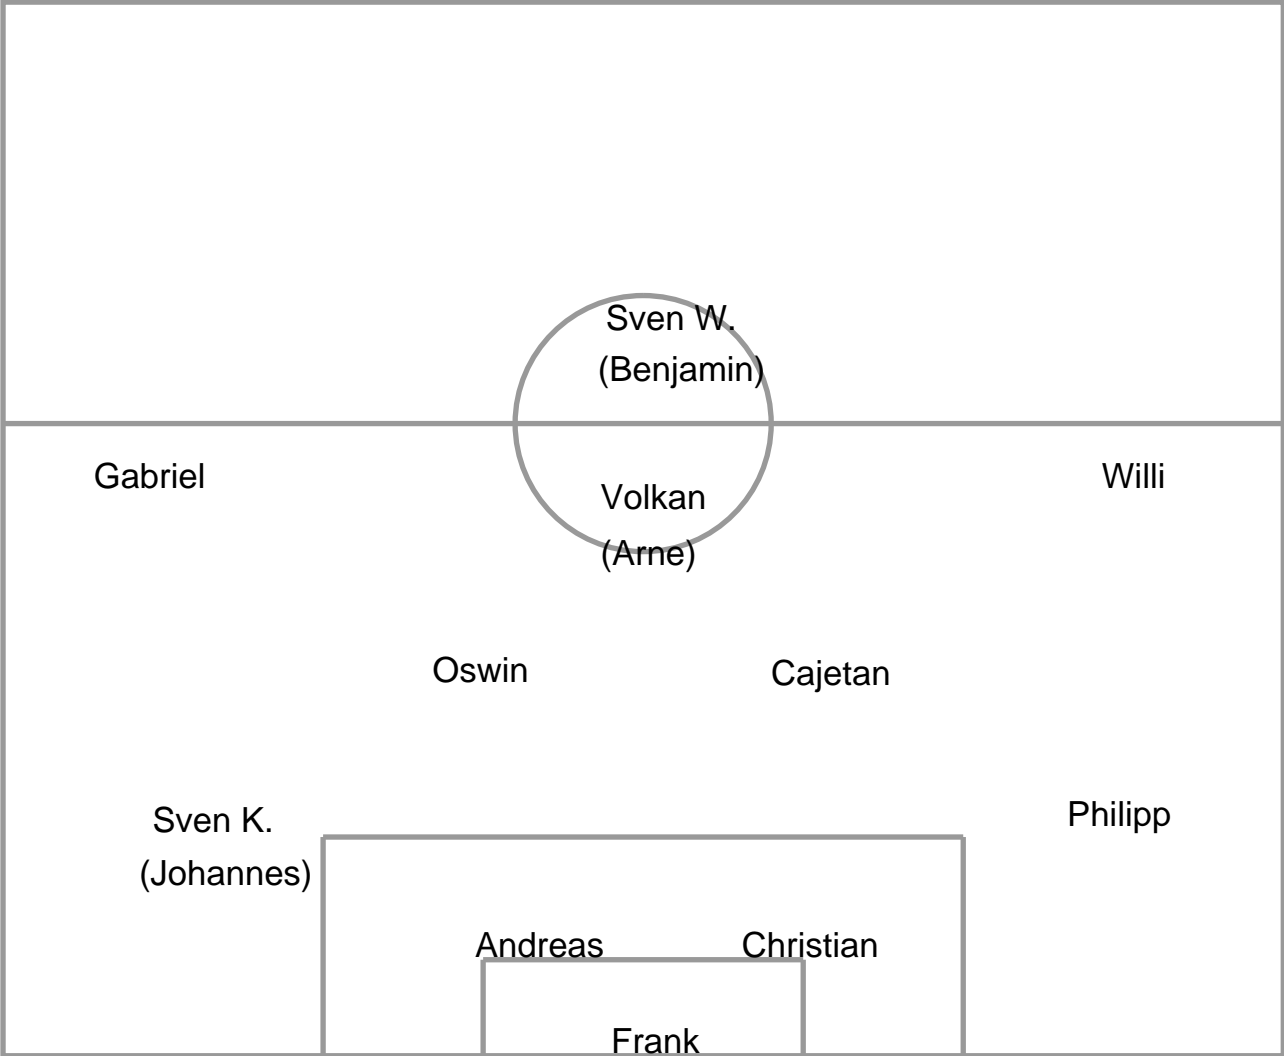 Sven W.
(Benjamin)
Gabriel
Willi
Volkan
(Arne)
Oswin
Cajetan
Sven K.
Philipp
(Johannes)
Andreas
Christian
Frank